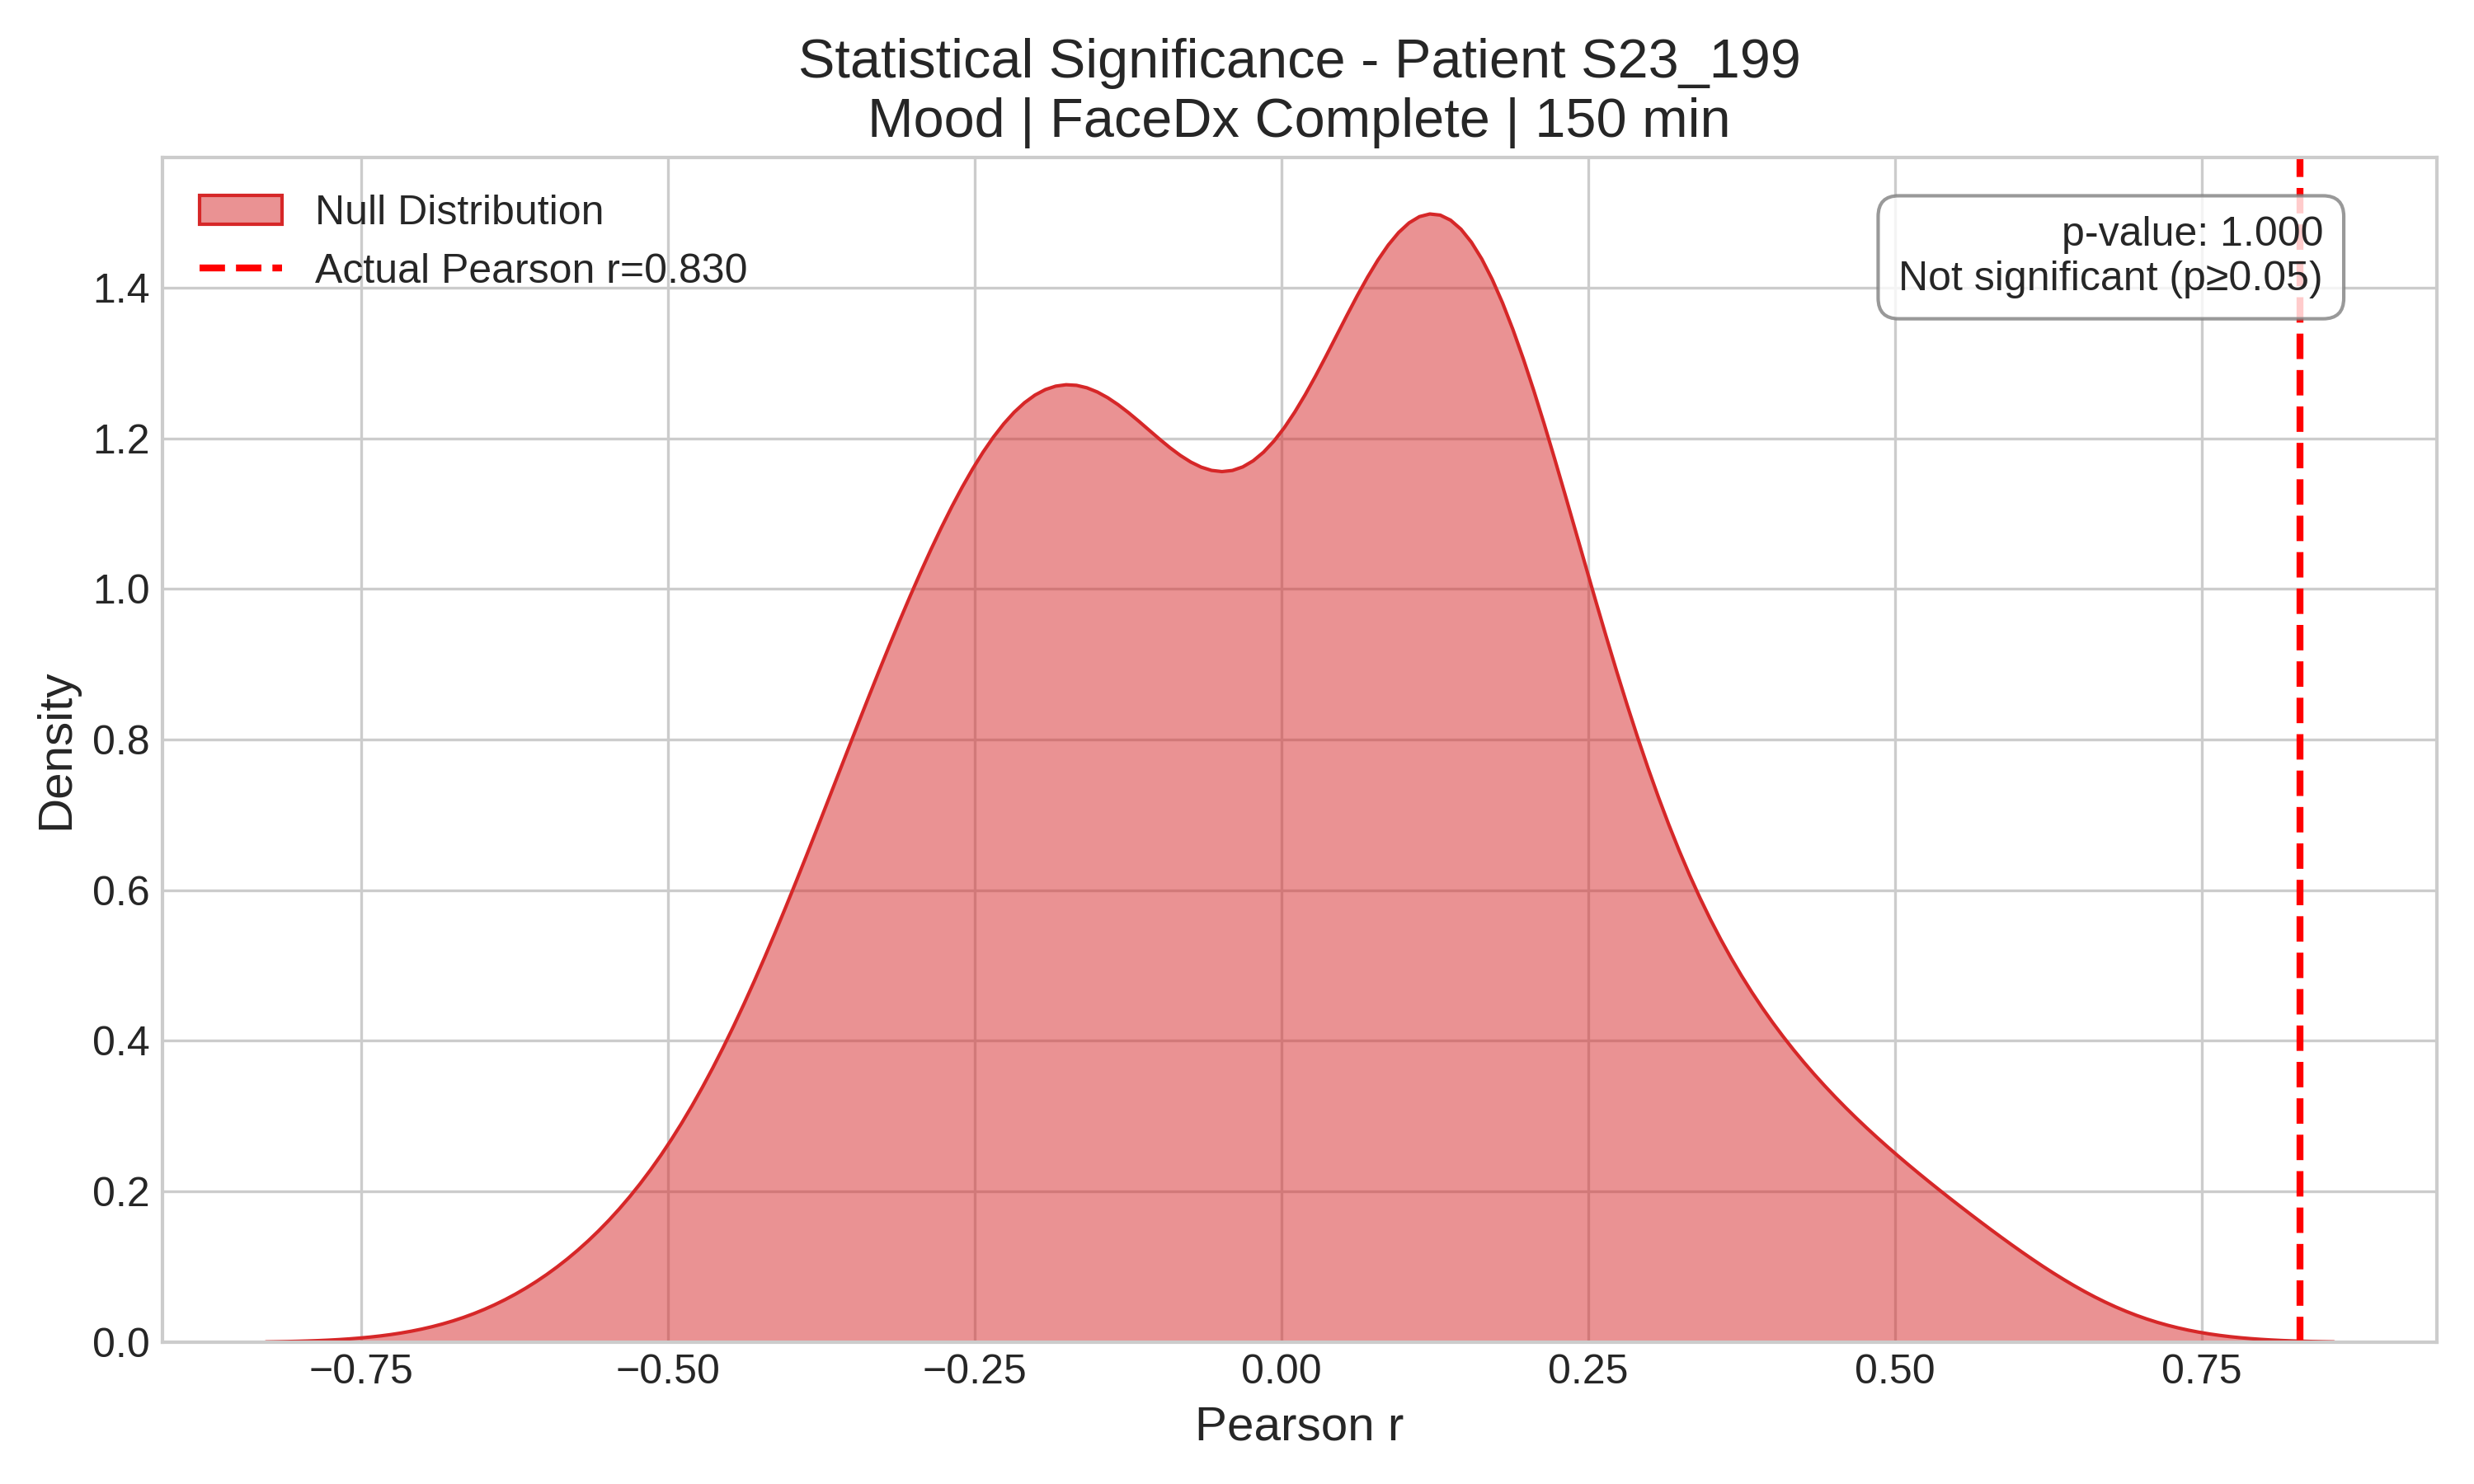 Statistical Significance - Patient S23_199
Mood | FaceDx Complete | 150 min
Null Distribution
Actual Pearson r=0.830
p-value: 1.000
Not significant (p≥0.05)
Density
1.4
1.2
1.0
0.8
0.6
0.4
0.2
0.0
−0.75
−0.50
−0.25
0.00
0.25
0.50
0.75
Pearson r